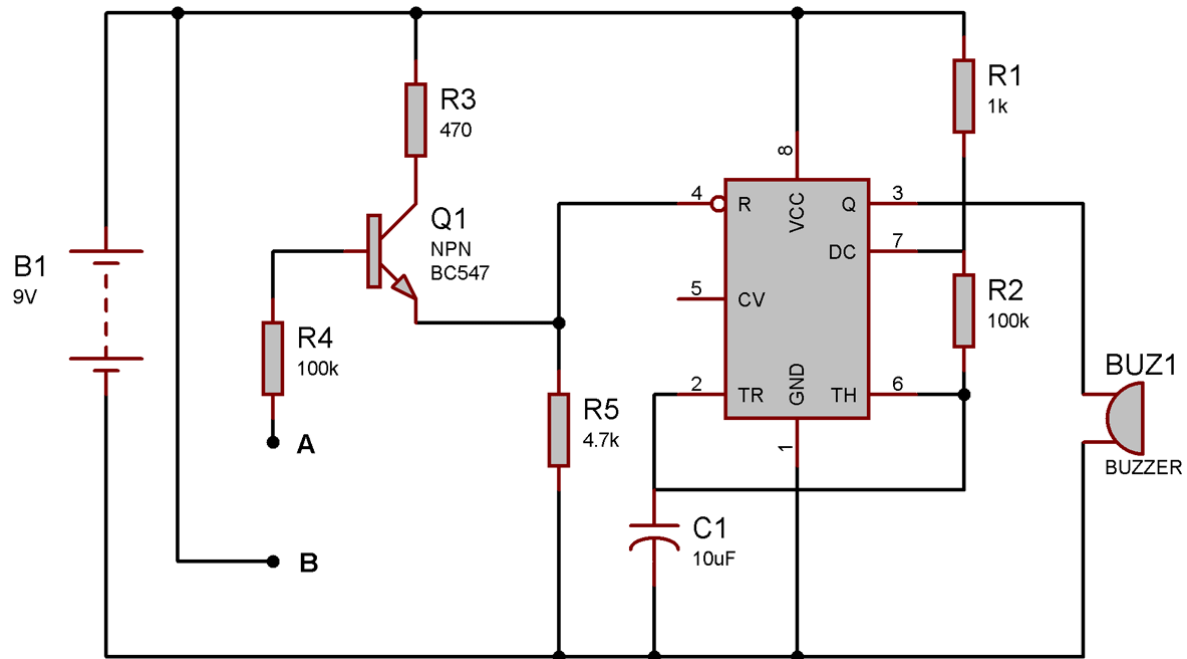 B1
9V
R3
470
Q1
NPN
BC547
R4
100k
A
B
R5
4.7k
C1
10uF
4
R
5
CV
2
TR
8
VCC
GND
1
Q
3
DC
7
TH
6
R1
1k
R2
100k
BUZ1
BUZZER